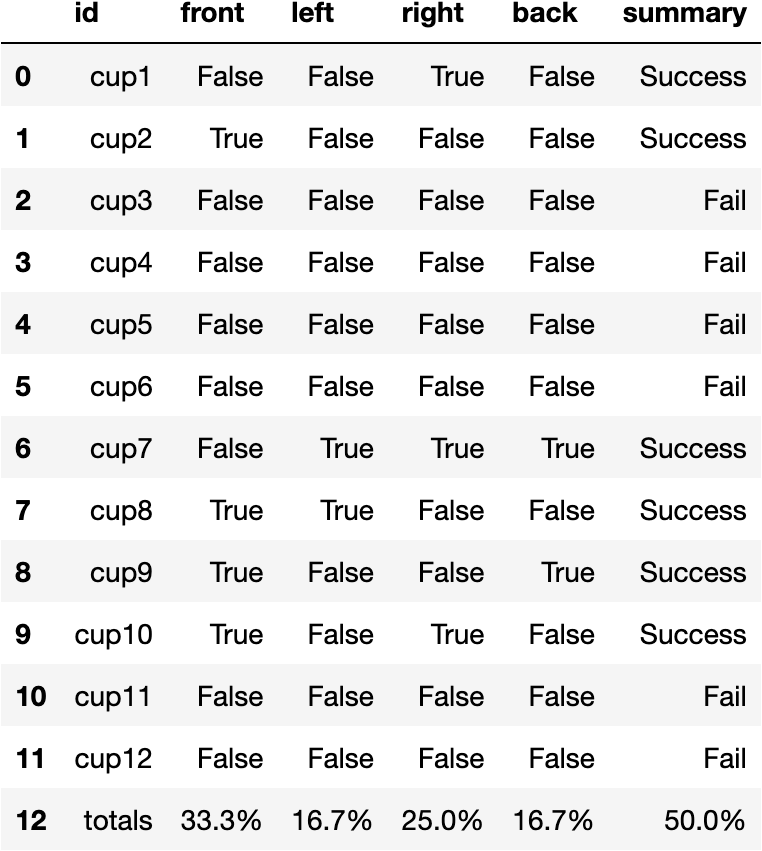 id front left right back summary
0 cup1 False False True False Success
1 cup2 True False False False Success
2 cup3 False False False False Fail
3 cup4 False False False False Fail
4 cup5 False False False False Fail
5 cup6 False False False False Fail
6 cup7 False True True True Success
7 cup8 True True False False Success
8 cup9 True False False True Success
9 cup10 True False True False Success
10 cup11 False False False False Fail
11 cup12 False False False False Fail
12 totals 33.3% 16.7% 25.0% 16.7% 50.0%